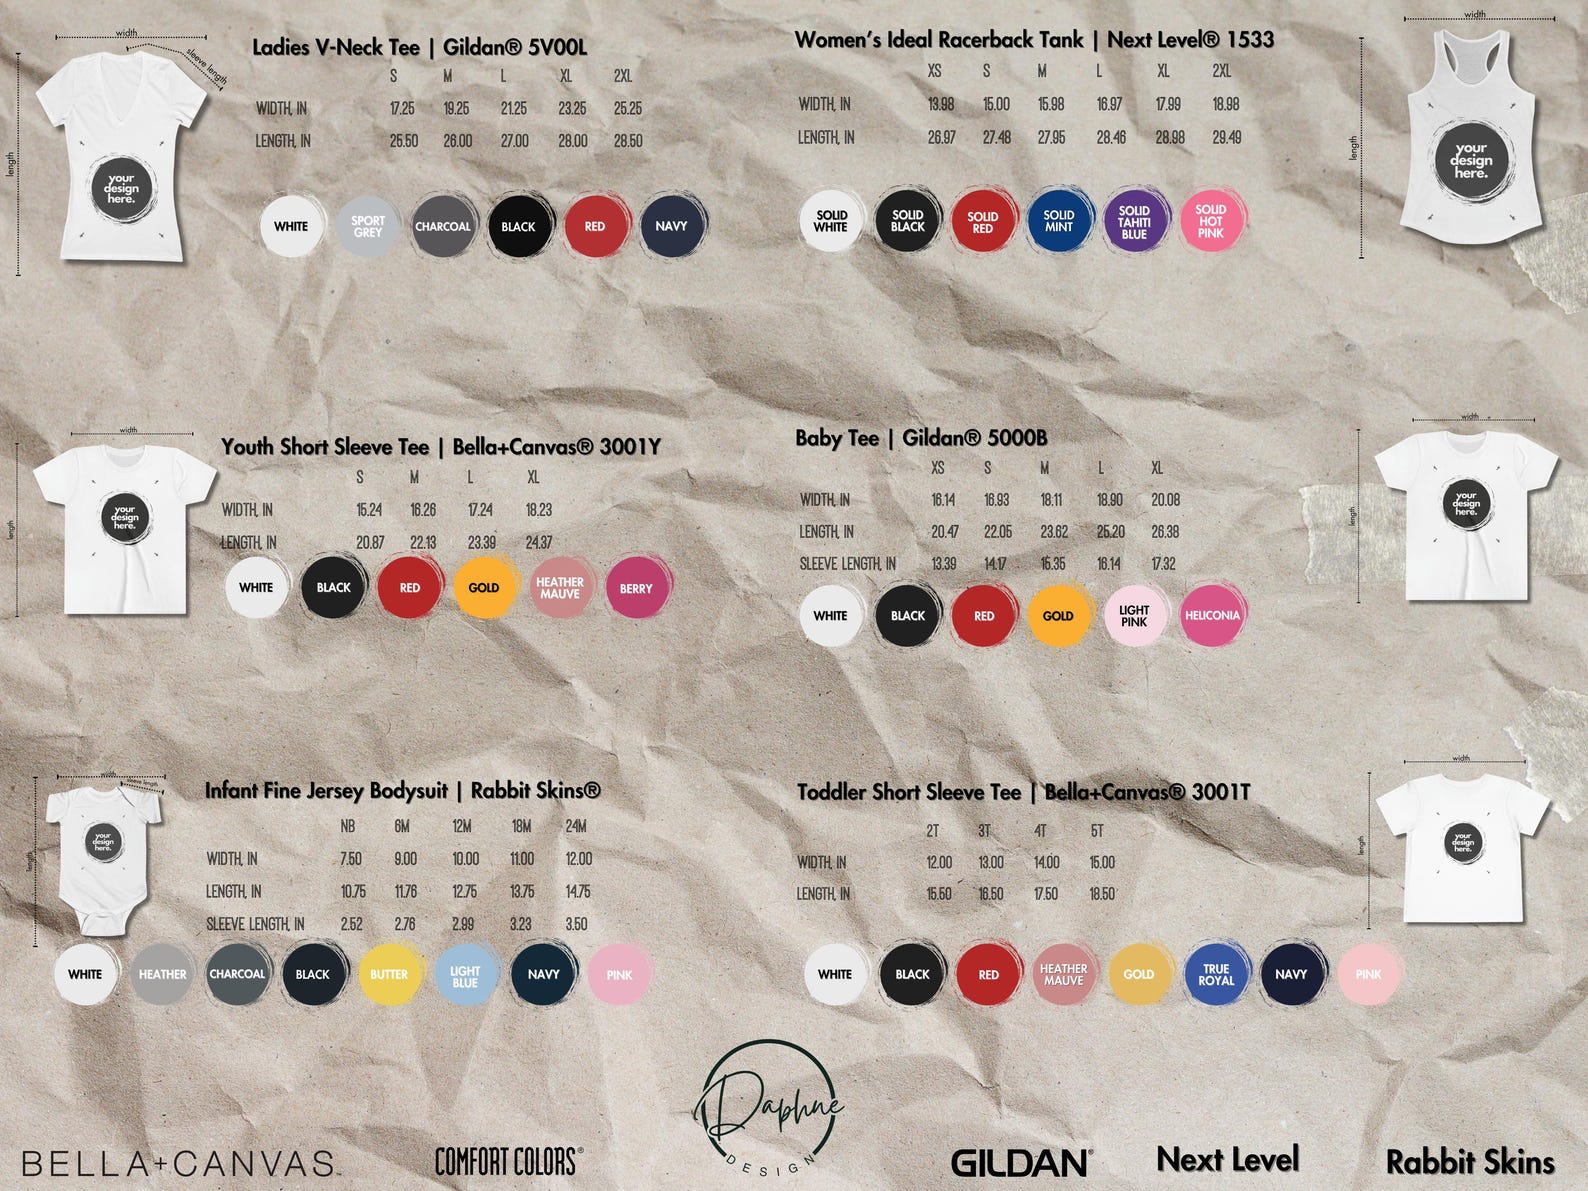 width
sleeve length
length
your
design
here.
Ladies V-Neck Tee | Gildan® 5V00L
S M L XL 2XL
WIDTH, IN 17.25 19.25 21.25 23.25 25.25
LENGTH, IN 25.50 26.00 27.00 28.00 28.50
WHITE
SPORT
GREY
CHARCOAL
BLACK
RED
NAVY
Women's Ideal Racerback Tank | Next Level® 1533
XS S M L XL 2XL
WIDTH, IN 13.98 15.00 15.98 16.97 17.99 18.98
LENGTH, IN 26.97 27.48 27.95 28.46 28.98 29.49
SOLID
WHITE
SOLID
BLACK
SOLID
RED
SOLID
MINT
SOLID
TAHITI
BLUE
SOLID
HOT
PINK
width
length
your
design
here.
width
length
your
design
here.
Youth Short Sleeve Tee | Bella+Canvas® 3001Y
S M L XL
WIDTH, IN 15.24 16.26 17.24 18.23
LENGTH, IN 20.87 22.13 23.39 24.37
WHITE
BLACK
RED
GOLD
HEATHER
MAUVE
BERRY
Baby Tee | Gildan® 5000B
XS S M L XL
WIDTH, IN 16.14 16.93 18.11 18.90 20.08
LENGTH, IN 20.47 22.05 23.62 25.20 26.38
SLEEVE LENGTH, IN 13.39 14.17 15.35 16.14 17.32
WHITE
BLACK
RED
GOLD
LIGHT
PINK
HELICONIA
width
length
your
design
here.
width
sleeve length
length
your
design
here.
Infant Fine Jersey Bodysuit | Rabbit Skins®
NB 6M 12M 18M 24M
WIDTH, IN 7.50 9.00 10.00 11.00 12.00
LENGTH, IN 10.75 11.76 12.75 13.75 14.75
SLEEVE LENGTH, IN 2.52 2.76 2.99 3.23 3.50
WHITE
HEATHER
CHARCOAL
BLACK
BUTTER
LIGHT
BLUE
NAVY
PINK
Toddler Short Sleeve Tee | Bella+Canvas® 3001T
2T 3T 4T 5T
WIDTH, IN 12.00 13.00 14.00 15.00
LENGTH, IN 15.50 16.50 17.50 18.50
WHITE
BLACK
RED
HEATHER
MAUVE
GOLD
TRUE
ROYAL
NAVY
PINK
width
length
your
design
here.
BELLA+CANVAS™
COMFORT COLORS®
Daphne
DESIGN
GILDAN®
Next Level
Rabbit Skins